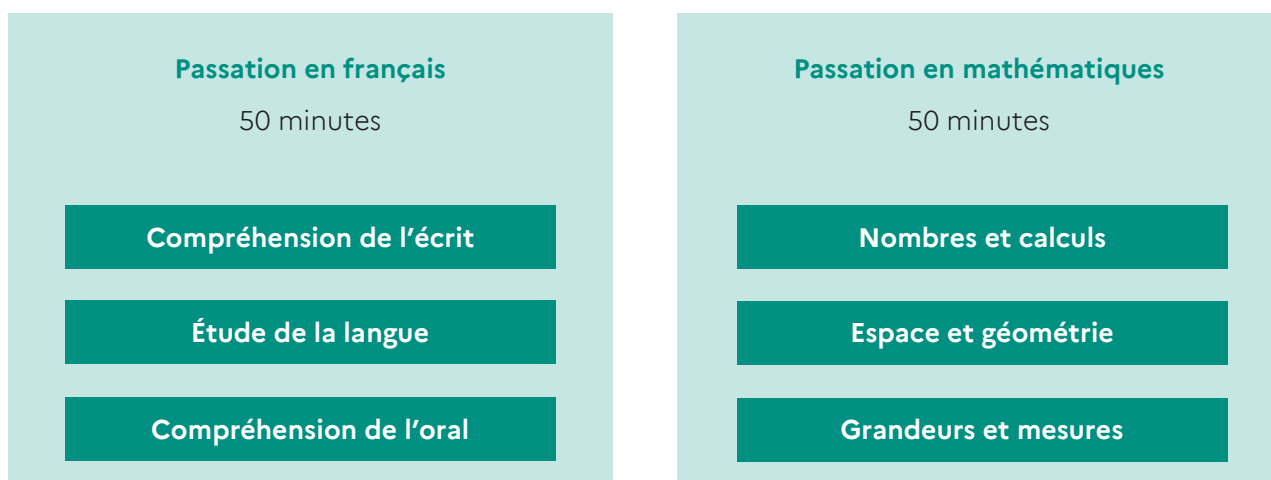 Passation en français
50 minutes
Compréhension de l’écrit
Étude de la langue
Compréhension de l’oral
Passation en mathématiques
50 minutes
Nombres et calculs
Espace et géométrie
Grandeurs et mesures